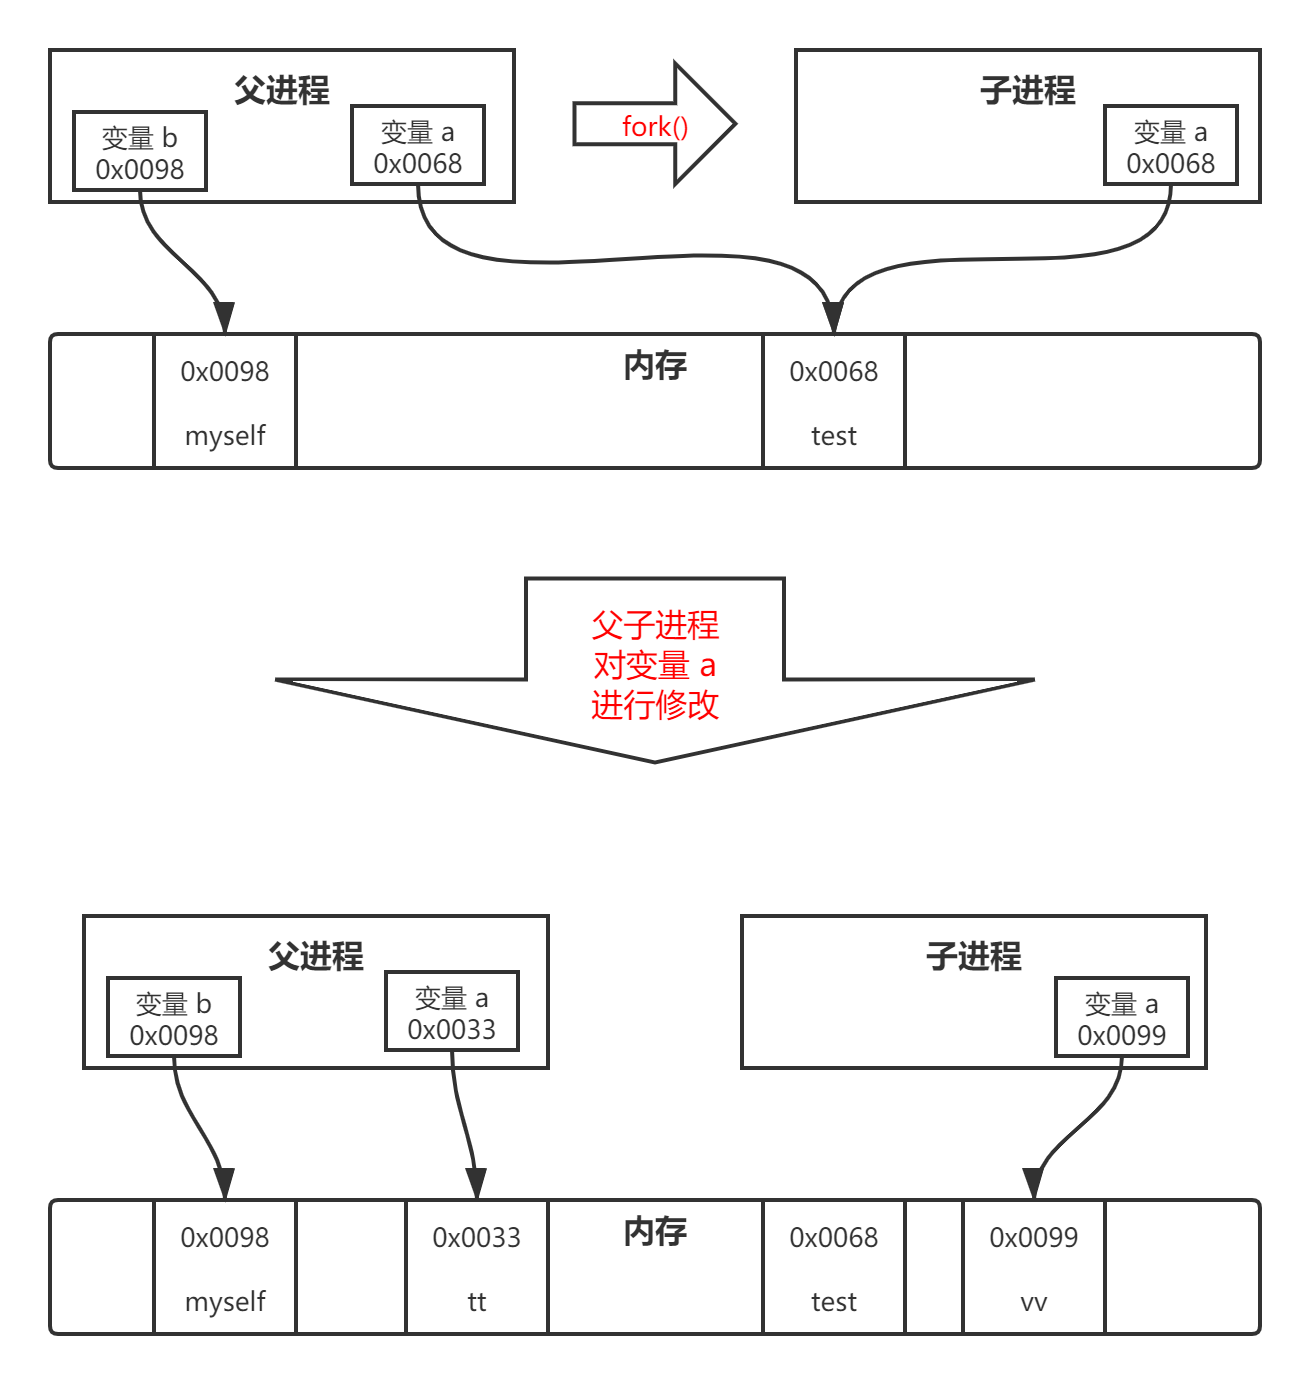 父进程
变量 b
0x0098
变量 a
0x0068
fork()
子进程
变量 a
0x0068
内存
0x0098
myself
0x0068
test
父子进程
对变量 a
进行修改
父进程
变量 b
0x0098
变量 a
0x0033
子进程
变量 a
0x0099
内存
0x0098
myself
0x0033
tt
0x0068
test
0x0099
vv